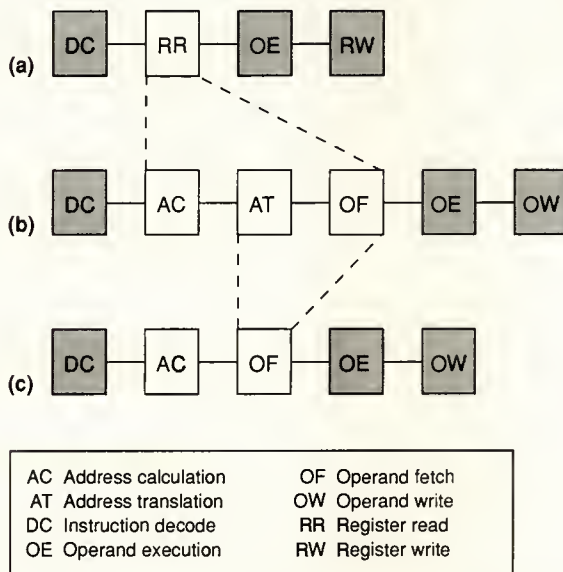 DC RR OE RW
(a)
DC AC AT OF OE OW
(b)
DC AC OF OE OW
(c)
AC Address calculation OF Operand fetch
AT Address translation OW Operand write
DC Instruction decode RR Register read
OE Operand execution RW Register write